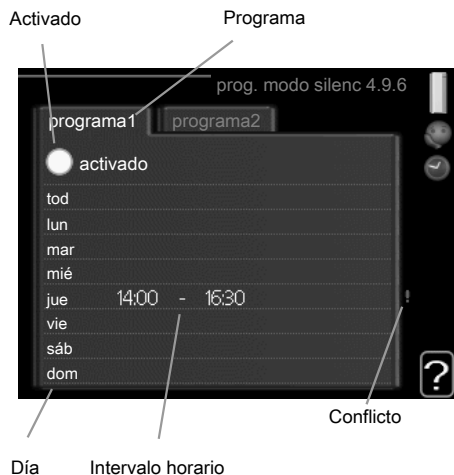 Activado
Programa
prog. modo silenc 4.9.6
programa1
programa2
activado
tod
lun
mar
mié
jue 14:00 - 16:30 !
vie
sáb
dom
?
Conflicto
Día
Intervalo horario